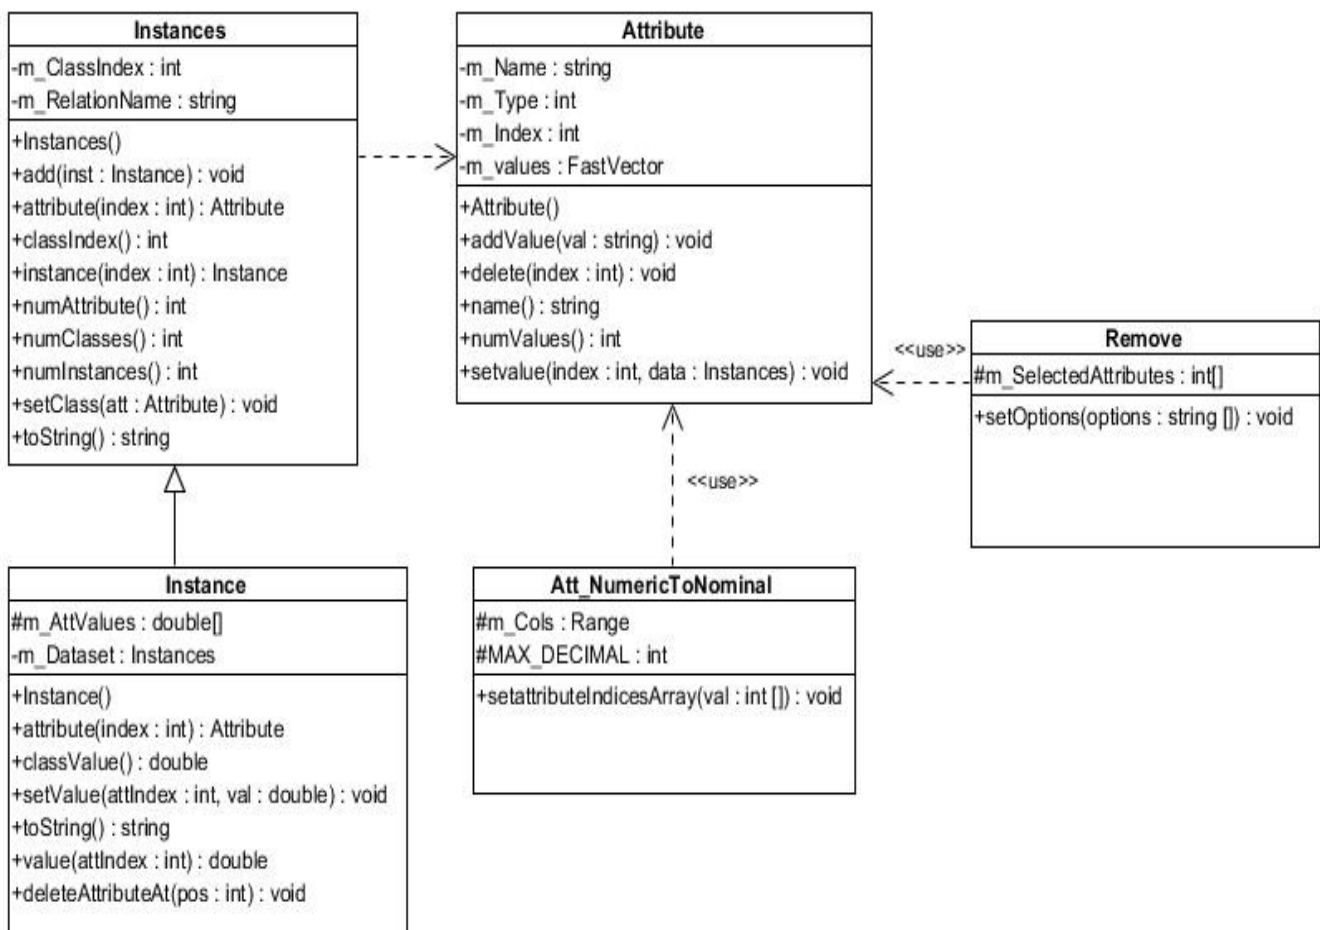 Instances
-m_ClassIndex : int
-m_RelationName : string
+Instances()
+add(inst : Instance) : void
+attribute(index : int) : Attribute
+classIndex() : int
+instance(index : int) : Instance
+numAttribute() : int
+numClasses() : int
+numInstances() : int
+setClass(att : Attribute) : void
+toString() : string
Attribute
-m_Name : string
-m_Type : int
-m_Index : int
-m_values : FastVector
+Attribute()
+addValue(val : string) : void
+delete(index : int) : void
+name() : string
+numValues() : int
+setvalue(index : int, data : Instances) : void
<<use>>
Remove
#m_SelectedAttributes : int[]
+setOptions(options : string []) : void
<<use>>
Instance
#m_AttValues : double[]
-m_Dataset : Instances
+Instance()
+attribute(index : int) : Attribute
+classValue() : double
+setValue(attIndex : int, val : double) : void
+toString() : string
+value(attIndex : int) : double
+deleteAttributeAt(pos : int) : void
Att_NumericToNominal
#m_Cols : Range
#MAX_DECIMAL : int
+setattributeIndicesArray(val : int []) : void